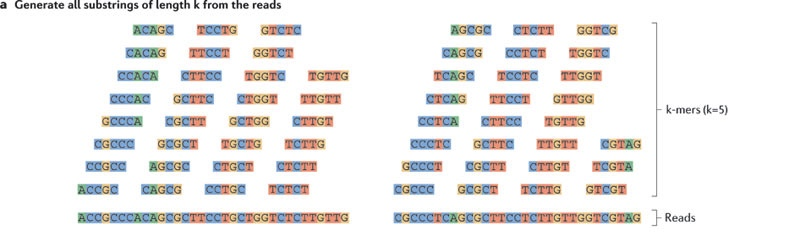 a Generate all substrings of length k from the reads
ACAGC TCCTG GTCTC AGCGC CTCTT GGTCG
CACAG TTCCT GGTCT CAGCG CCTCT TGGTC
CCACA CTTCC TGGTC TGTTG TCAGC TCCTC TTGGT
CCCAC GCTTC CTGGT TTGTT CTCAG TTCCT GTTGG
k-mers (k=5)
GCCCA CGCTT GCTGG CTTGT CCTCA CTTCC TGTTG
CGCCC GCGCT TGCTG TCTTG CCCTC GCTTC TTGTT CGTAG
CCGCC AGCGC CTGCT CTCTT GCCCT CGCTT CTTGT TCGTA
ACCGC CAGCG CCTGC TCTCT CGCCC GCGCT TCTTG GTCGT
ACCGCCCACAGCGCTTCCTGCTGGTCTCTTGTTG CGCCCTCAGCGCTTCCTCTTGTTGGTCGTAG Reads